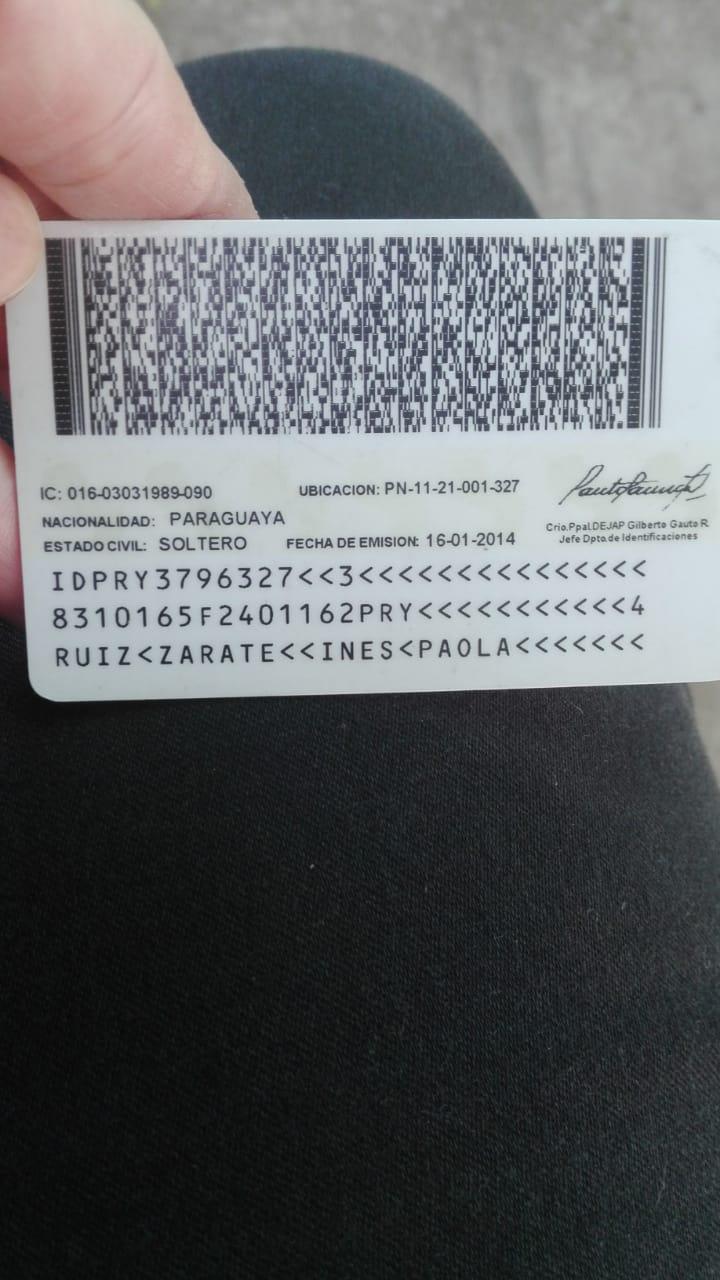 IC: 016-03031989-090
UBICACION: PN-11-21-001-327
NACIONALIDAD: PARAGUAYA
ESTADO CIVIL: SOLTERO
FECHA DE EMISION: 16-01-2014
Crio.Ppal.DEJAP Gilberto Gauto R.
Jefe Dpto.de Identificaciones
IDPRY3796327<<3<<<<<<<<<<<<<<<
8310165F2401162PRY<<<<<<<<<<<4
RUIZ<ZARATE<<INES<PAOLA<<<<<<<